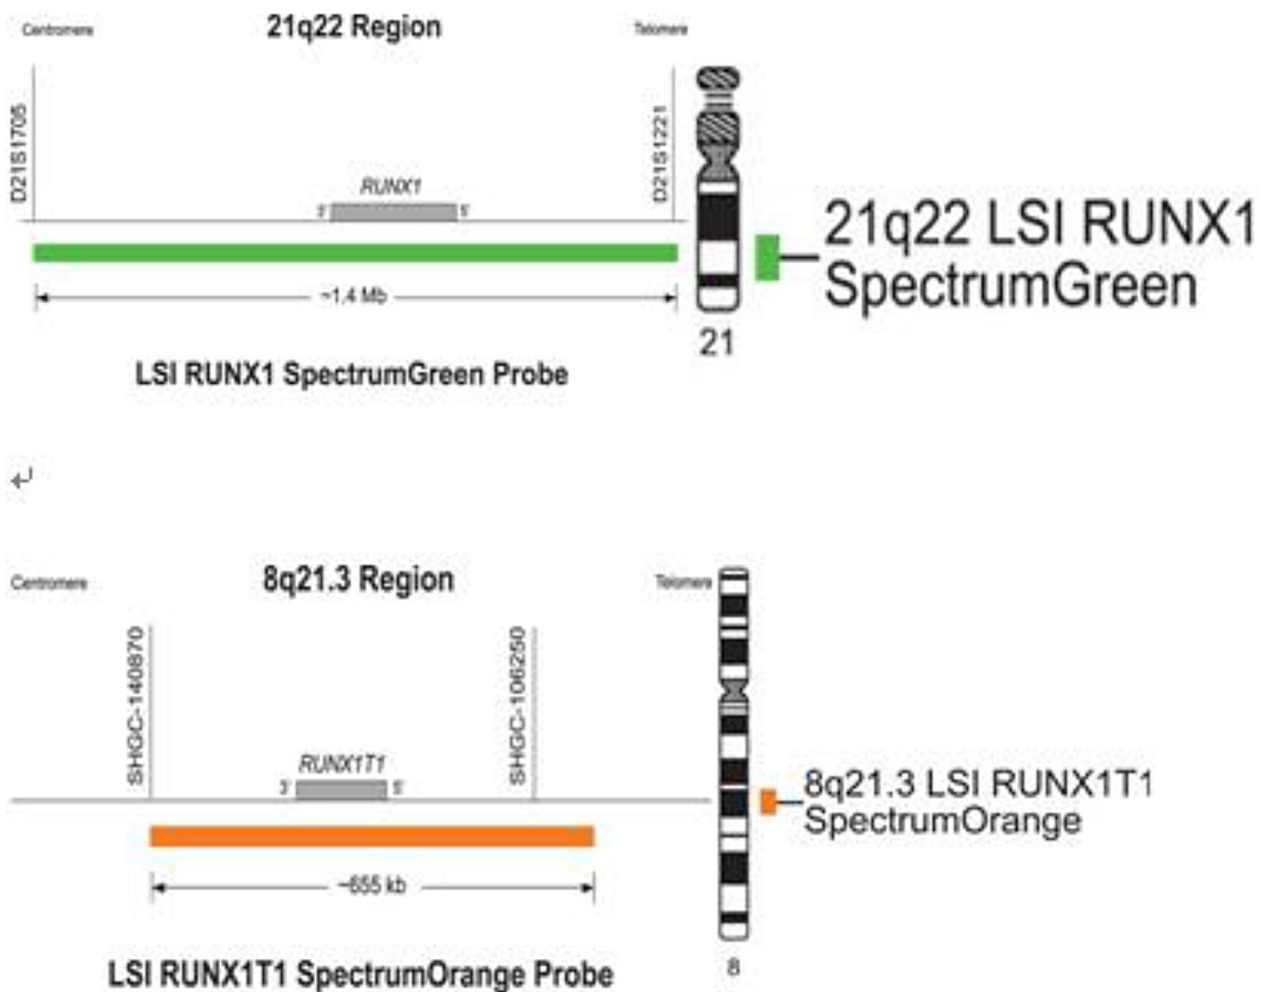 Centromere
21q22 Region
Telomere
D21S1705
D21S1221
RUNX1
3' 5'
~1.4 Mb
21q22 LSI RUNX1
SpectrumGreen
21
LSI RUNX1 SpectrumGreen Probe
Centromere
8q21.3 Region
Telomere
SHGC-140870
SHGC-106250
RUNX1T1
3' 5'
8q21.3 LSI RUNX1T1
SpectrumOrange
~655 kb
LSI RUNX1T1 SpectrumOrange Probe
8